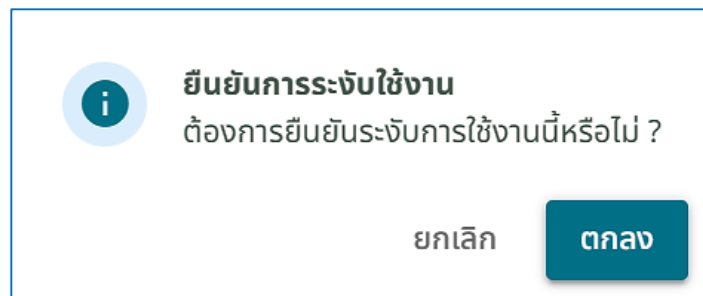 ยืนยันการระงับใช้งาน
ต้องการยืนยันระงับการใช้งานนี้หรือไม่ ?
ยกเลิก ตกลง